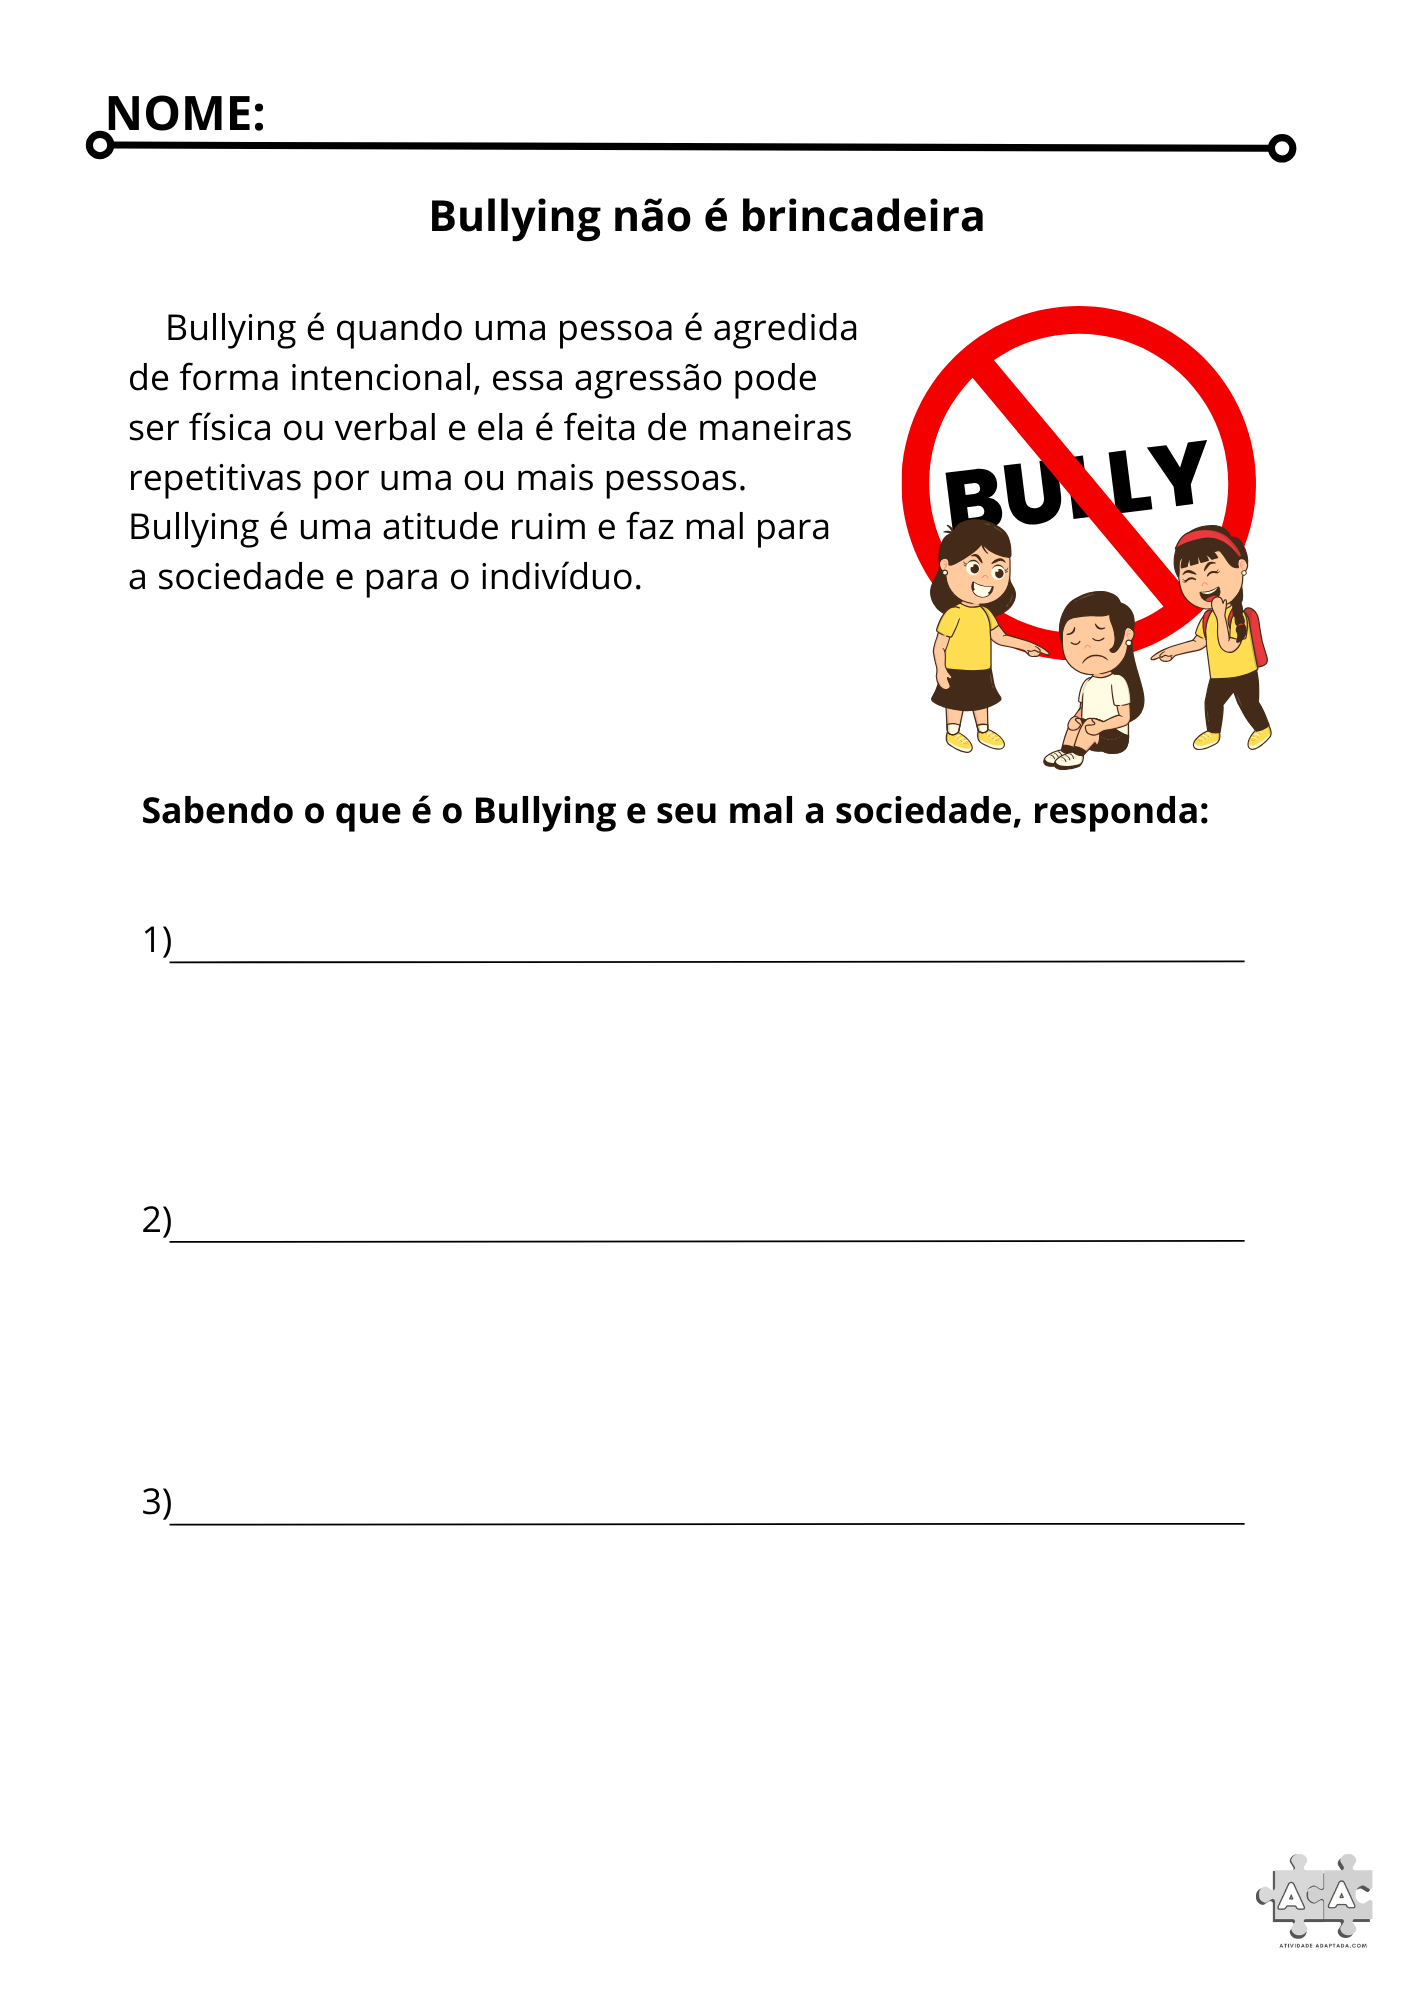 NOME:
Bullying não é brincadeira
Bullying é quando uma pessoa é agredida
de forma intencional, essa agressão pode
ser física ou verbal e ela é feita de maneiras
repetitivas por uma ou mais pessoas.
Bullying é uma atitude ruim e faz mal para
a sociedade e para o indivíduo.
BULLY
Sabendo o que é o Bullying e seu mal a sociedade, responda:
1)
2)
3)
A A
ATIVIDADE ADAPTADA.COM